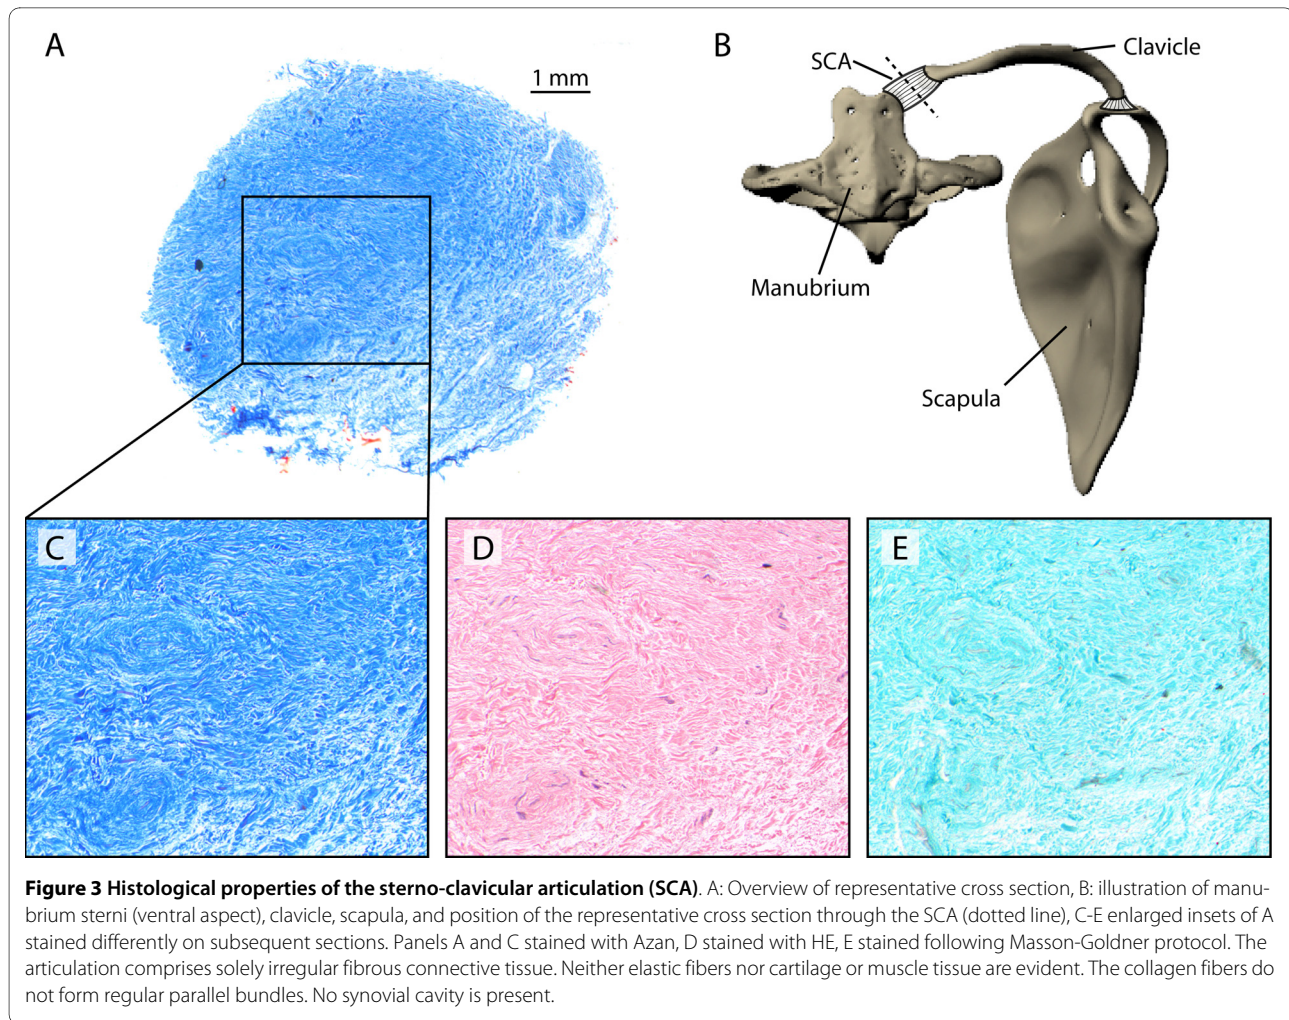 A
1 mm
B
SCA
Clavicle
Manubrium
Scapula
C
D
E
Figure 3 Histological properties of the sterno-clavicular articulation (SCA). A: Overview of representative cross section, B: illustration of manu-
brium sterni (ventral aspect), clavicle, scapula, and position of the representative cross section through the SCA (dotted line), C-E enlarged insets of A
stained differently on subsequent sections. Panels A and C stained with Azan, D stained with HE, E stained following Masson-Goldner protocol. The
articulation comprises solely irregular fibrous connective tissue. Neither elastic fibers nor cartilage or muscle tissue are evident. The collagen fibers do
not form regular parallel bundles. No synovial cavity is present.